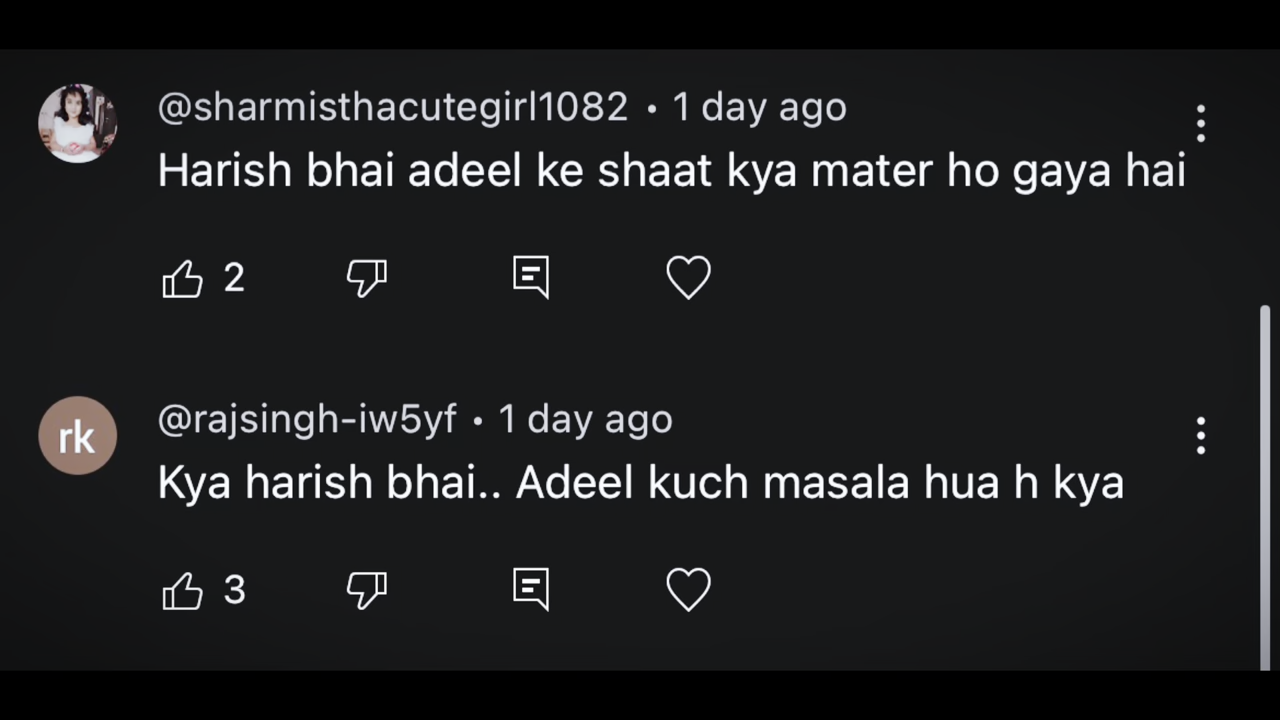 @sharmisthacutegirl1082 • 1 day ago
Harish bhai adeel ke shaat kya mater ho gaya hai
2
rk
@rajsingh-iw5yf • 1 day ago
Kya harish bhai.. Adeel kuch masala hua h kya
3